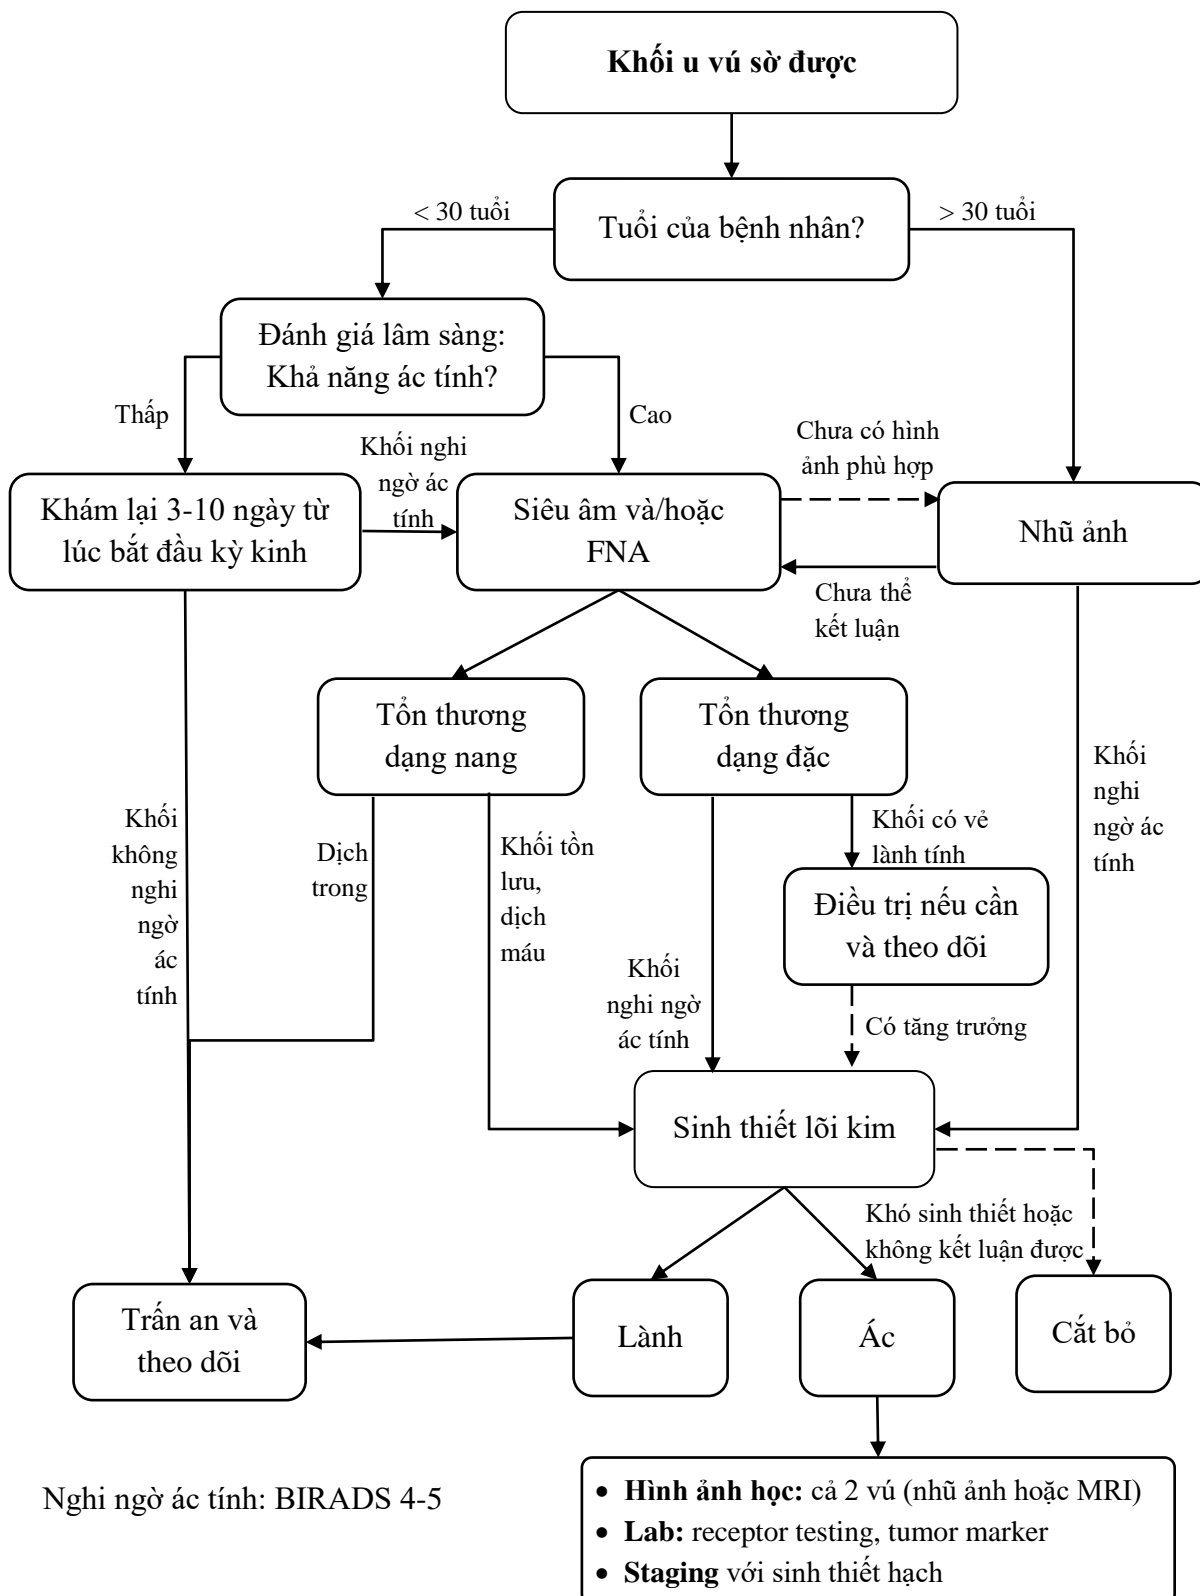 Khối u vú sờ được
< 30 tuổi
Tuổi của bệnh nhân?
> 30 tuổi
Đánh giá lâm sàng:
Khả năng ác tính?
Thấp
Cao
Khối nghi
ngờ ác
tính
Chưa có hình
ảnh phù hợp
Khám lại 3-10 ngày từ
lúc bắt đầu kỳ kinh
Siêu âm và/hoặc
FNA
Nhũ ảnh
Chưa thể
kết luận
Tổn thương
dạng nang
Tổn thương
dạng đặc
Khối
không
nghi
ngờ
ác
tính
Dịch
trong
Khối tồn
lưu,
dịch
máu
Khối có vẻ
lành tính
Khối
nghi
ngờ ác
tính
Điều trị nếu cần
và theo dõi
Khối
nghi ngờ
ác tính
Có tăng trưởng
Sinh thiết lõi kim
Khó sinh thiết hoặc
không kết luận được
Trấn an và
theo dõi
Lành
Ác
Cắt bỏ
Nghi ngờ ác tính: BIRADS 4-5
• Hình ảnh học: cả 2 vú (nhũ ảnh hoặc MRI)
• Lab: receptor testing, tumor marker
• Staging với sinh thiết hạch